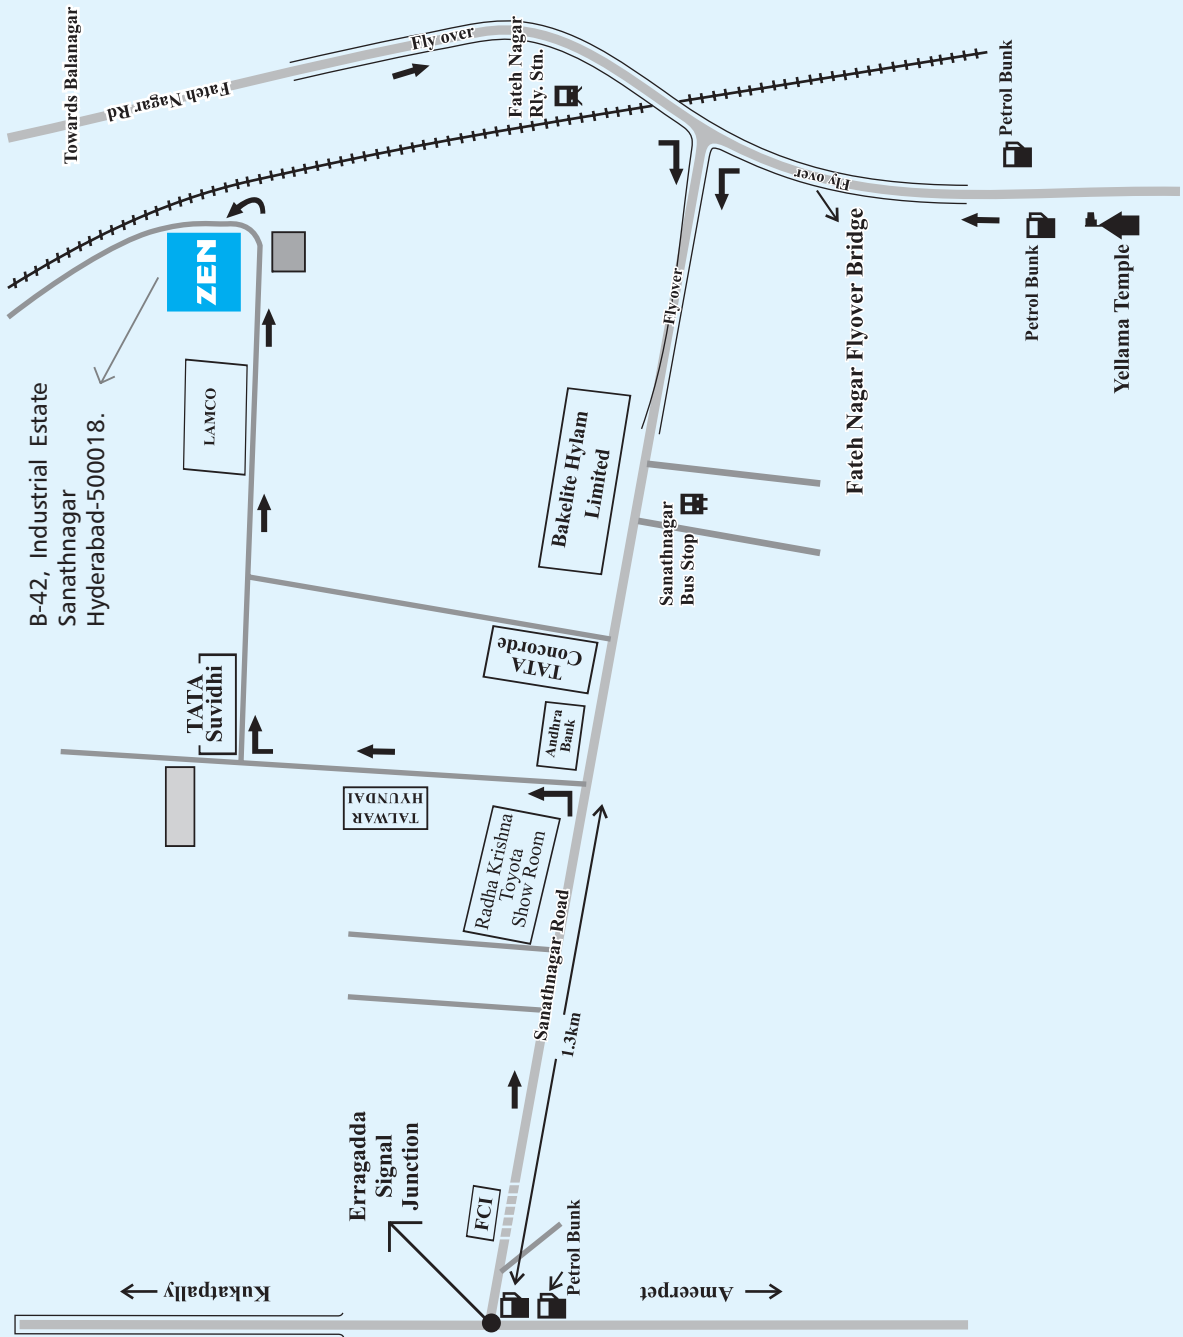 B-42, Industrial Estate
Sanathnagar
Hyderabad-500018.
ZEN
LAMCO
TATA
Suvidhi
Towards Balanagar
Fateh Nagar Rd
Fly over
Fateh Nagar
Rly. Stn.
Fly over
Fly over
Petrol Bunk
Petrol Bunk
Yellama Temple
Fateh Nagar Flyover Bridge
Bakelite Hylam
Limited
Sanathnagar
Bus Stop
TATA
Concorde
Andhra
Bank
TALWAR
HYUNDAI
Radha Krishna
Toyota
Show Room
Sanathnagar Road
1.3km
Erragadda
Signal
Junction
FCI
Petrol Bunk
Kukatpally
Ameerpet